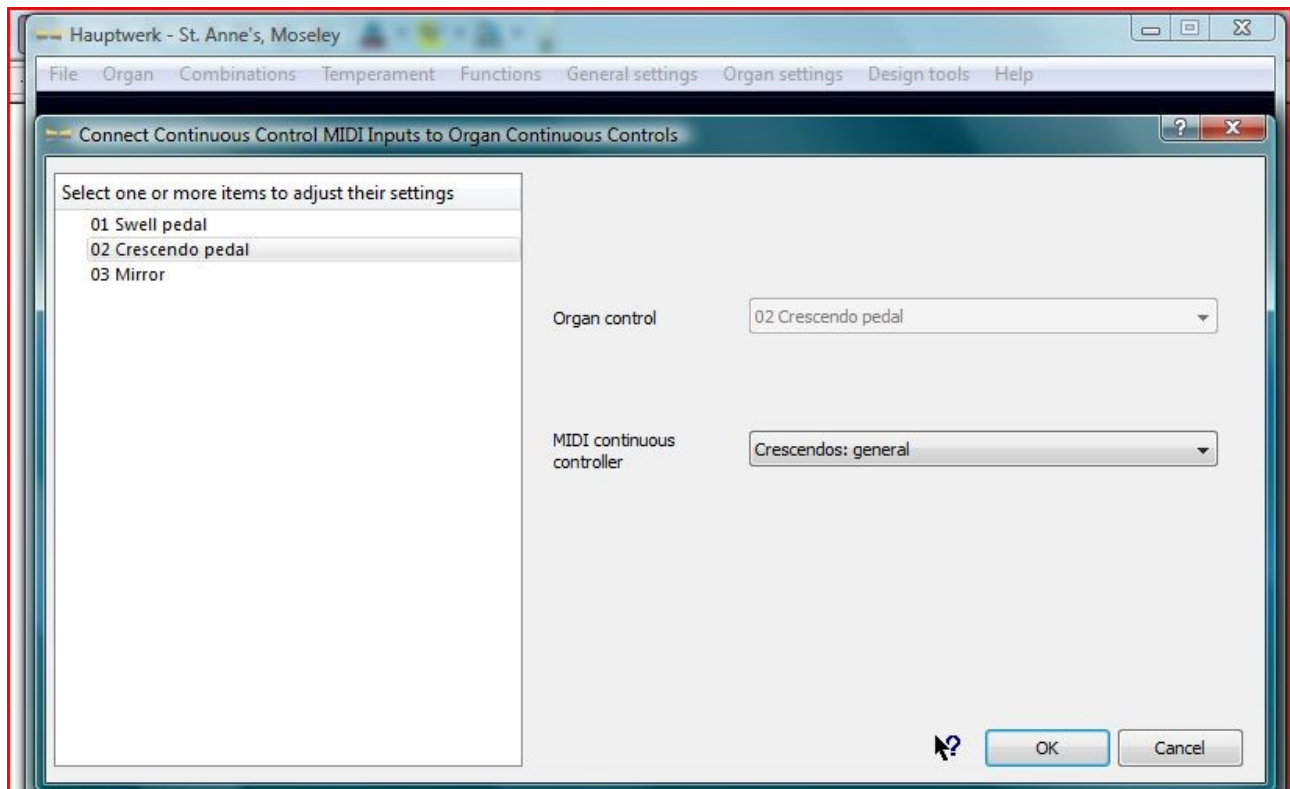 Hauptwerk - St. Anne's, Moseley
File Organ Combinations Temperament Functions General settings Organ settings Design tools Help
Connect Continuous Control MIDI Inputs to Organ Continuous Controls
Select one or more items to adjust their settings
01 Swell pedal
02 Crescendo pedal
03 Mirror
Organ control
02 Crescendo pedal
MIDI continuous
controller
Crescendos: general
OK Cancel